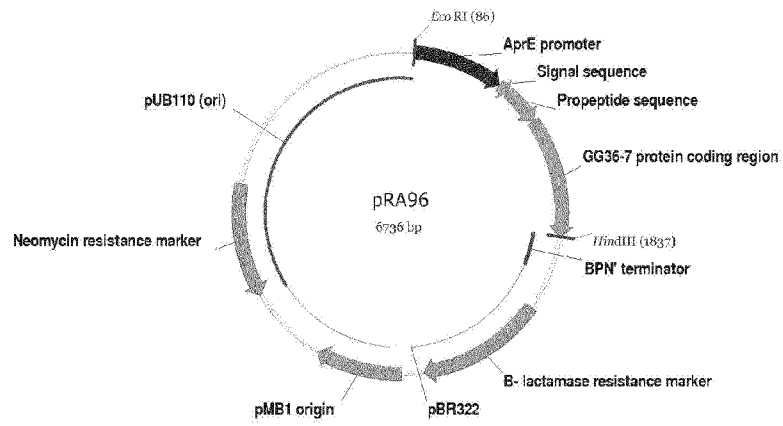 EcoRI (86)
AprE promoter
Signal sequence
Propeptide sequence
pUB110 (ori)
GG36-7 protein coding region
pRA96
6736 bp
Neomycin resistance marker
HindIII (1837)
BPN' terminator
B- lactamase resistance marker
pMB1 origin
pBR322